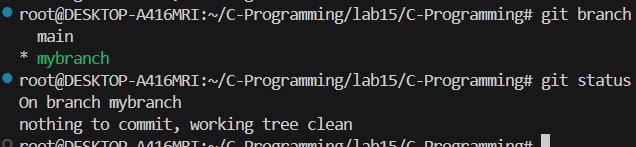 root@DESKTOP-A416MRI:~/C-Programming/lab15/C-Programming# git branch
  main
* mybranch
root@DESKTOP-A416MRI:~/C-Programming/lab15/C-Programming# git status
On branch mybranch
nothing to commit, working tree clean
root@DESKTOP-A416MRI:~/C-Programming/lab15/C-Programming#